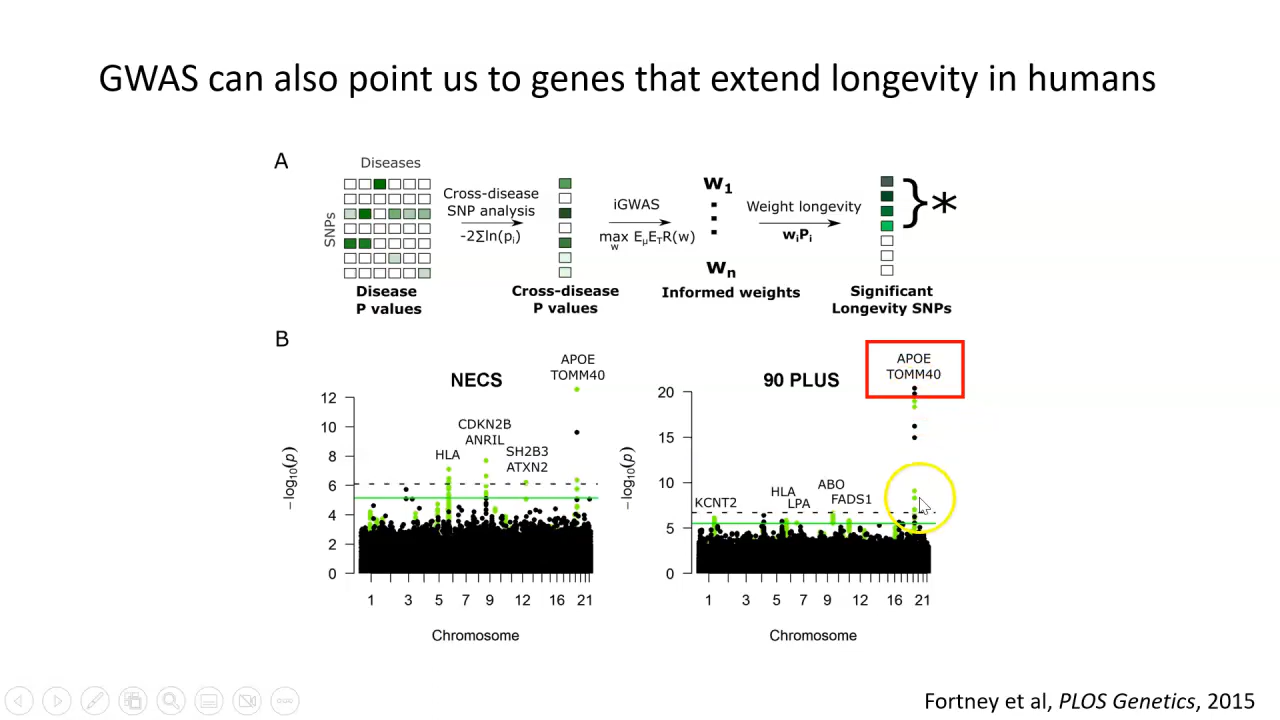 GWAS can also point us to genes that extend longevity in humans
A
Diseases
SNPs
Cross-disease
SNP analysis
-2Σln(pᵢ)
iGWAS
max EμETR(w)
w
w1
wn
Weight longevity
wiPi
*
Disease
P values
Cross-disease
P values
Informed weights
Significant
Longevity SNPs
B
NECS
APOE
TOMM40
CDKN2B
ANRIL
HLA
SH2B3
ATXN2
-log10(p)
12
10
8
6
4
2
0
1 3 5 7 9 12 16 21
Chromosome
90 PLUS
APOE
TOMM40
KCNT2
HLA
LPA
ABO
FADS1
-log10(p)
20
15
10
5
0
1 3 5 7 9 12 16 21
Chromosome
Fortney et al, PLOS Genetics, 2015